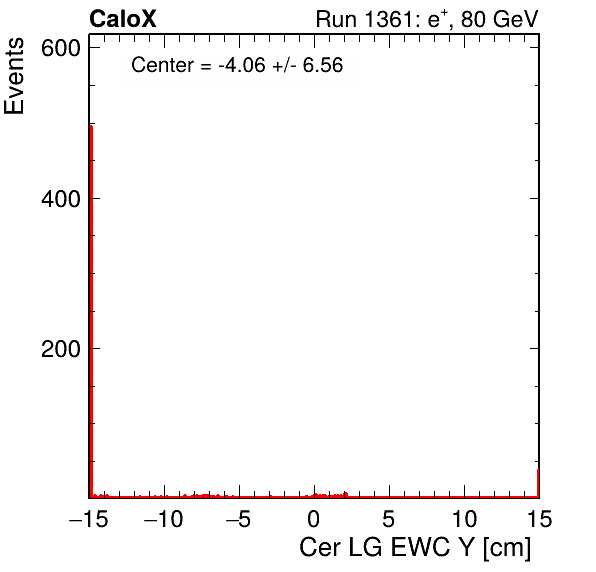 CaloX Run 1361: e⁺, 80 GeV
Center = -4.06 +/- 6.56
Events
600
400
200
−15 −10 −5 0 5 10 15
Cer LG EWC Y [cm]